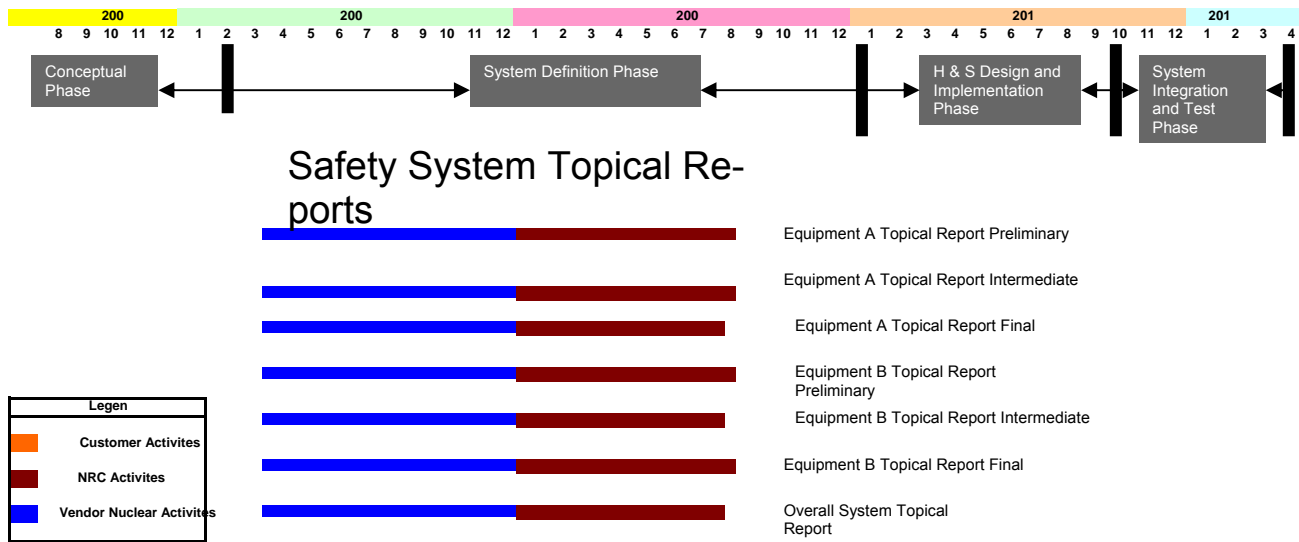 200 200 200 201 201
8 9 10 11 12 1 2 3 4 5 6 7 8 9 10 11 12 1 2 3 4 5 6 7 8 9 10 11 12 1 2 3 4 5 6 7 8 9 10 11 12 1 2 3 4
Conceptual
Phase
System Definition Phase
H & S Design and
Implementation
Phase
System
Integration
and Test
Phase
Safety System Topical Re-
ports
Equipment A Topical Report Preliminary
Equipment A Topical Report Intermediate
Equipment A Topical Report Final
Equipment B Topical Report
Preliminary
Equipment B Topical Report Intermediate
Equipment B Topical Report Final
Overall System Topical
Report
Legen
Customer Activites
NRC Activites
Vendor Nuclear Activites